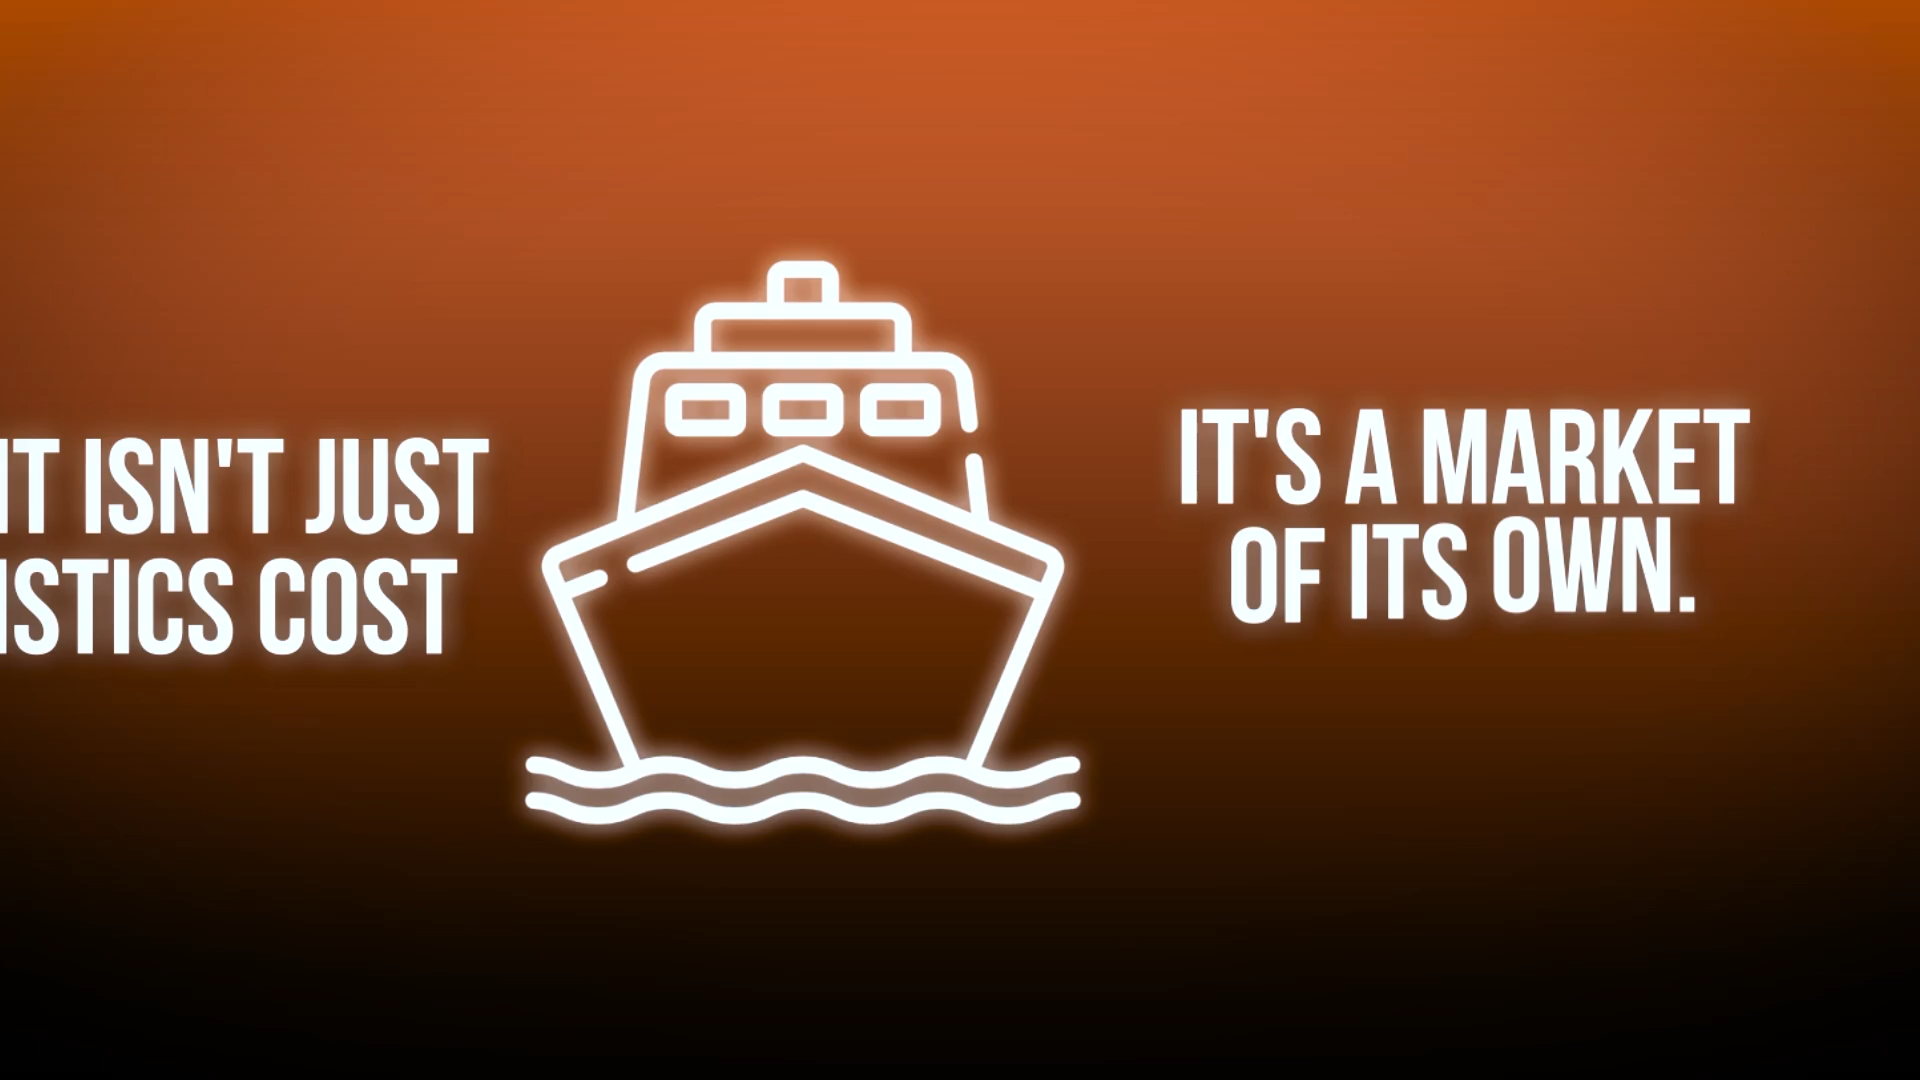 IT ISN'T JUST
ISTICS COST
IT'S A MARKET
OF ITS OWN.